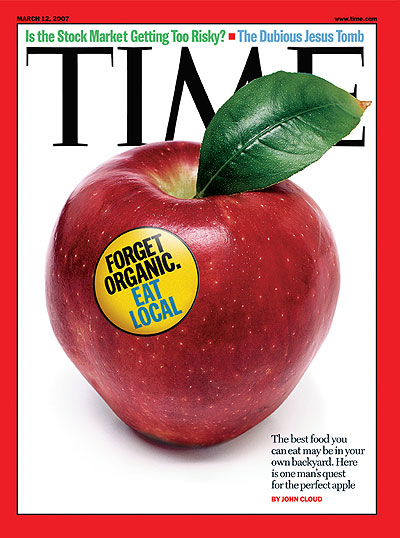 MARCH 12, 2007
www.time.com
Is the Stock Market Getting Too Risky? ■ The Dubious Jesus Tomb
TIME
FORGET
ORGANIC.
EAT
LOCAL
The best food you
can eat may be in your
own backyard. Here
is one man's quest
for the perfect apple
BY JOHN CLOUD